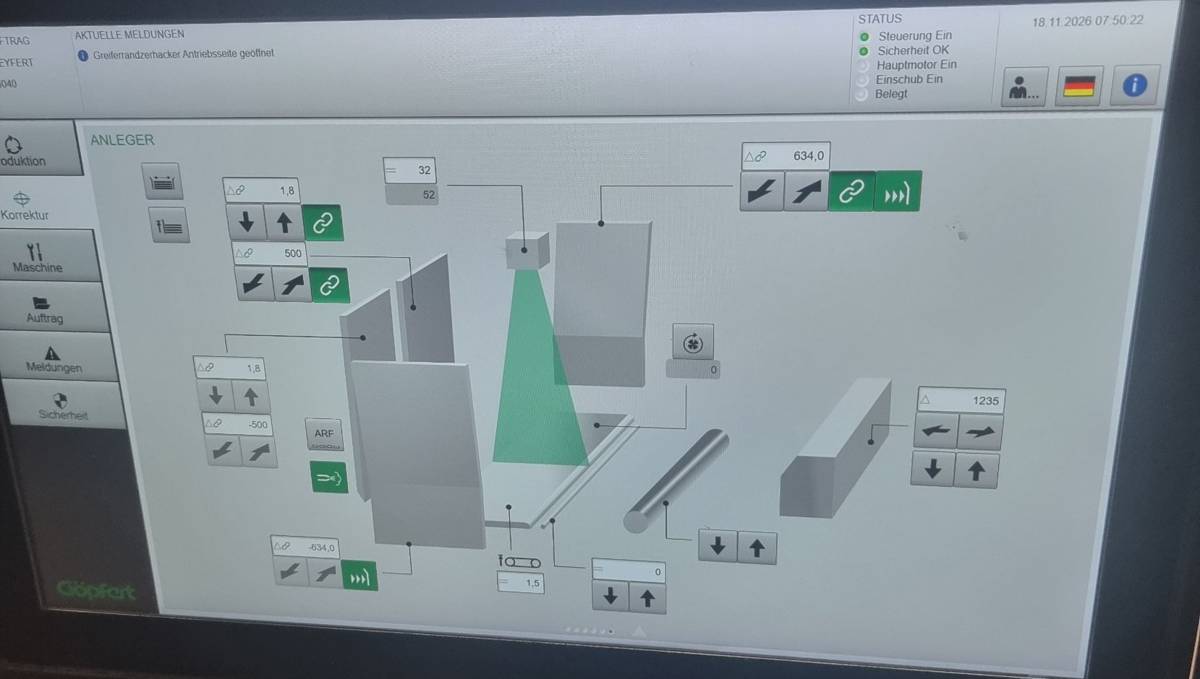 FTRAG
EYFERT
040
AKTUELLE MELDUNGEN
Greiferrandzerhacker Antriebsseite geöffnet
STATUS
Steuerung Ein
Sicherheit OK
Hauptmotor Ein
Einschub Ein
Belegt
18.11.2026 07:50:22
oduktion
Korrektur
Maschine
Auftrag
Meldungen
Sicherheit
ANLEGER
1,8
500
= 32
52
634,0
1,8
-500
ARF
0
1235
-634,0
= 1,5
= 0
Göpfert